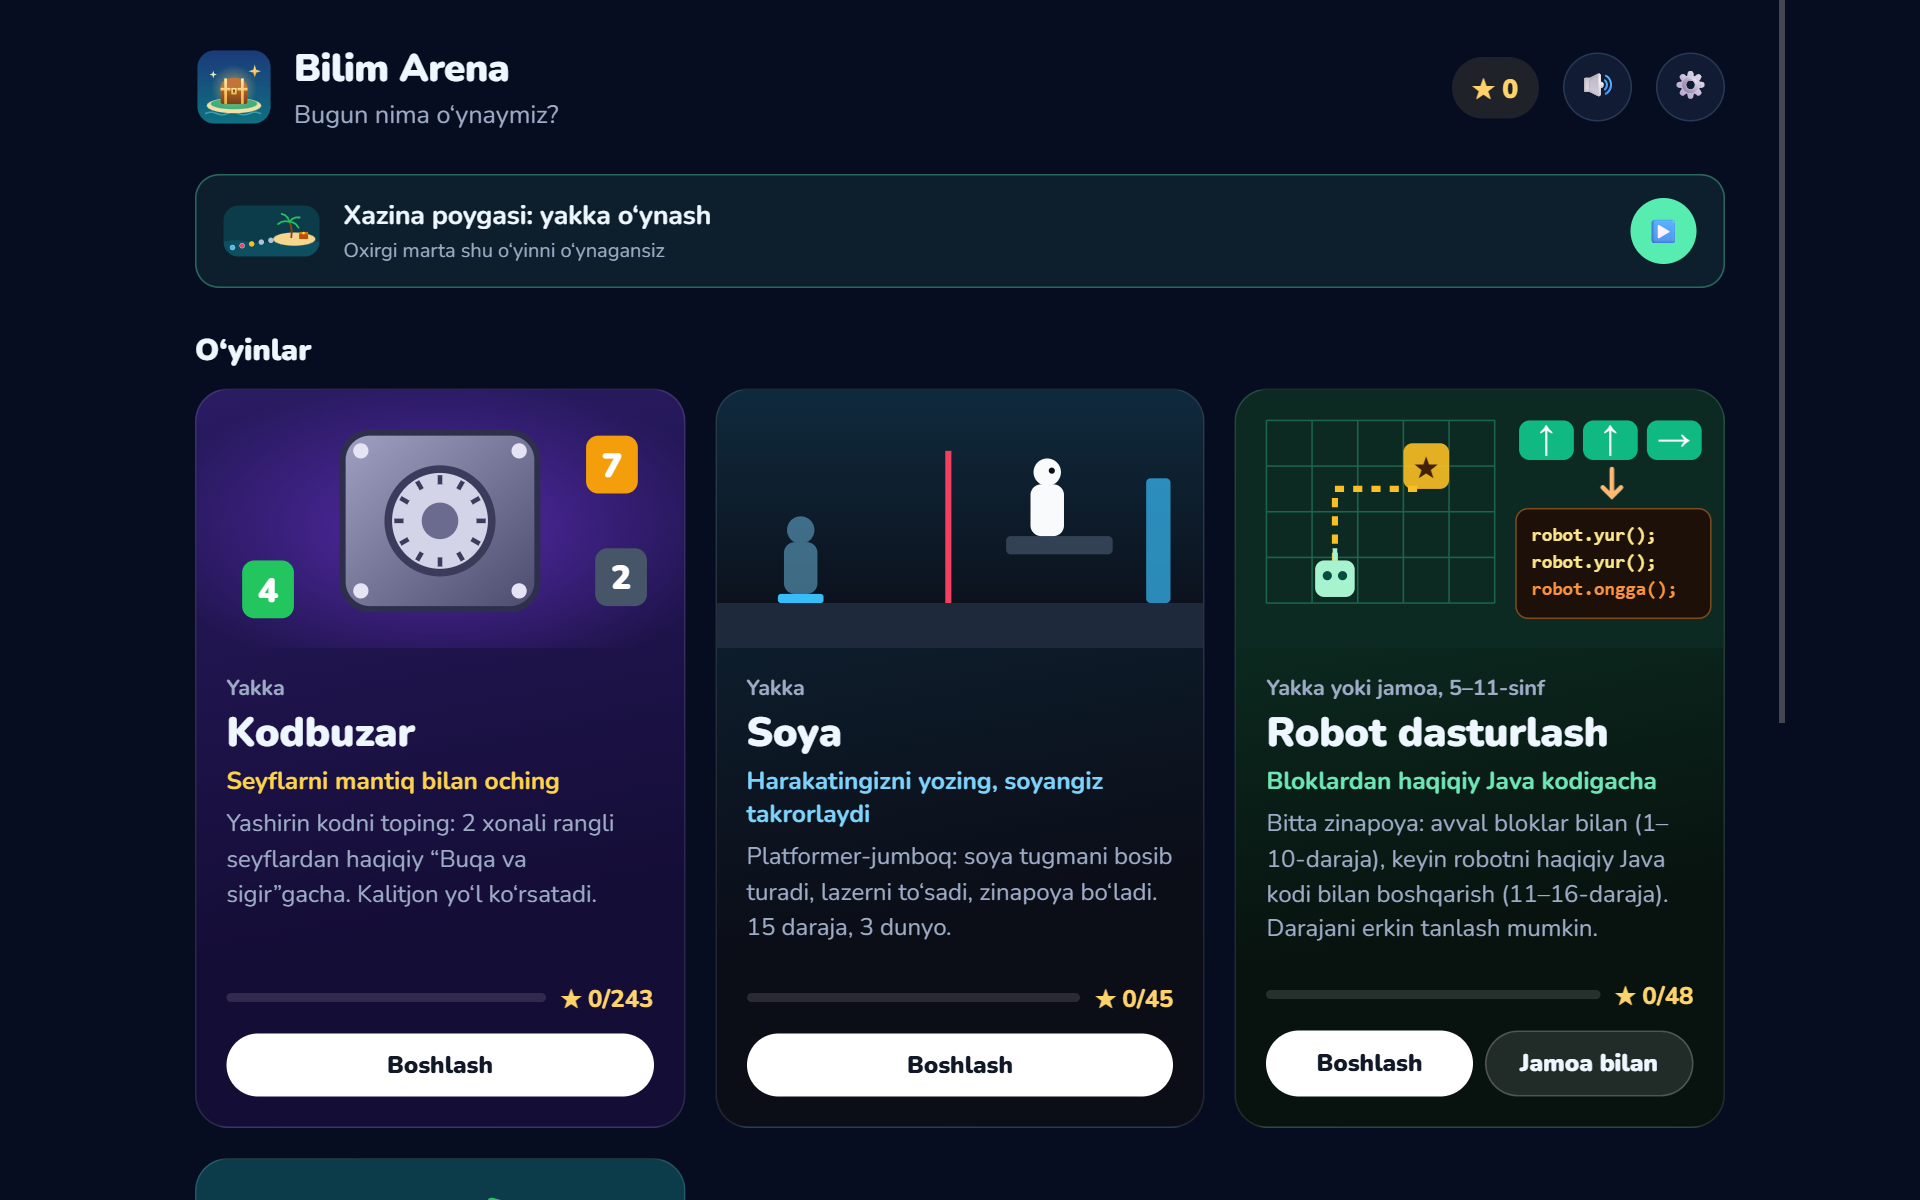 Bilim Arena
Bugun nima o‘ynaymiz?
★ 0
Xazina poygasi: yakka o‘ynash
Oxirgi marta shu o‘yinni o‘ynagansiz
O‘yinlar
7
4
2
Yakka
Kodbuzar
Seyflarni mantiq bilan oching
Yashirin kodni toping: 2 xonali rangli
seyflardan haqiqiy “Buqa va
sigir”gacha. Kalitjon yo‘l ko‘rsatadi.
★ 0/243
Boshlash
Yakka
Soya
Harakatingizni yozing, soyangiz
takrorlaydi
Platformer-jumboq: soya tugmani bosib
turadi, lazerni to‘sadi, zinapoya bo‘ladi.
15 daraja, 3 dunyo.
★ 0/45
Boshlash
↑ ↑ →
↓
robot.yur();
robot.yur();
robot.ongga();
Yakka yoki jamoa, 5–11-sinf
Robot dasturlash
Bloklardan haqiqiy Java kodigacha
Bitta zinapoya: avval bloklar bilan (1–
10-daraja), keyin robotni haqiqiy Java
kodi bilan boshqarish (11–16-daraja).
Darajani erkin tanlash mumkin.
★ 0/48
Boshlash
Jamoa bilan